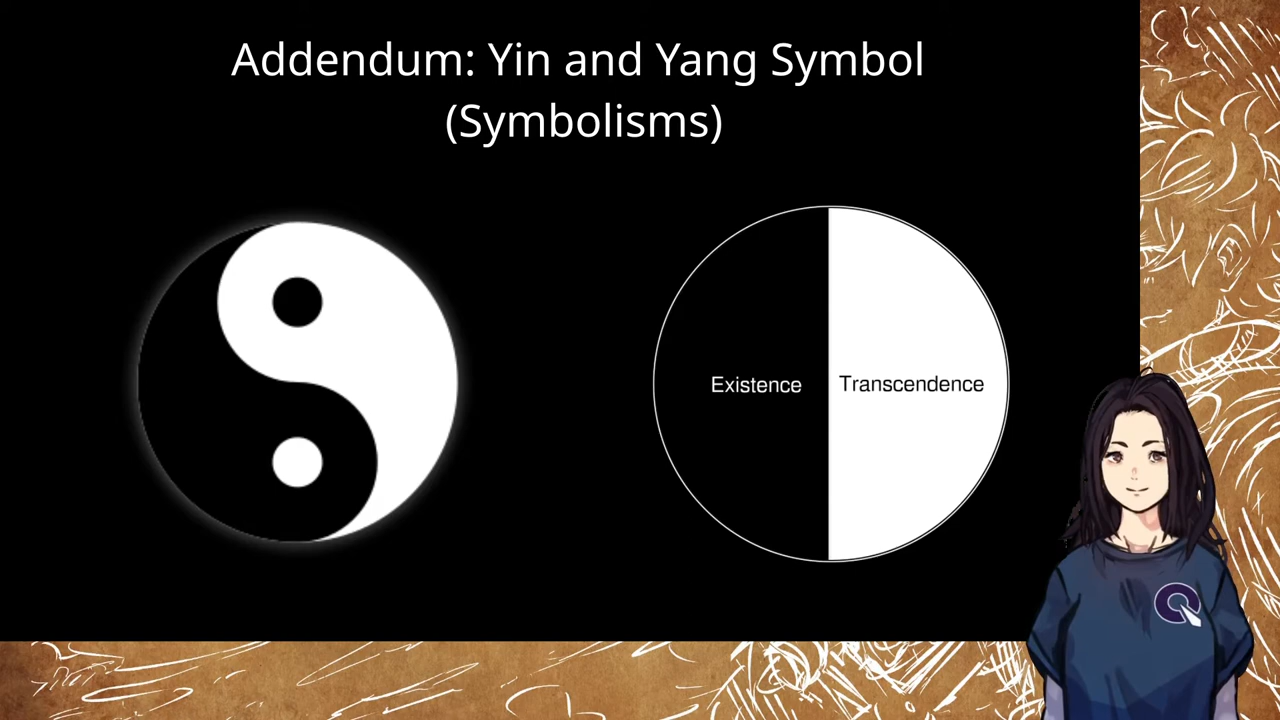 Addendum: Yin and Yang Symbol
(Symbolisms)
Existence
Transcendence